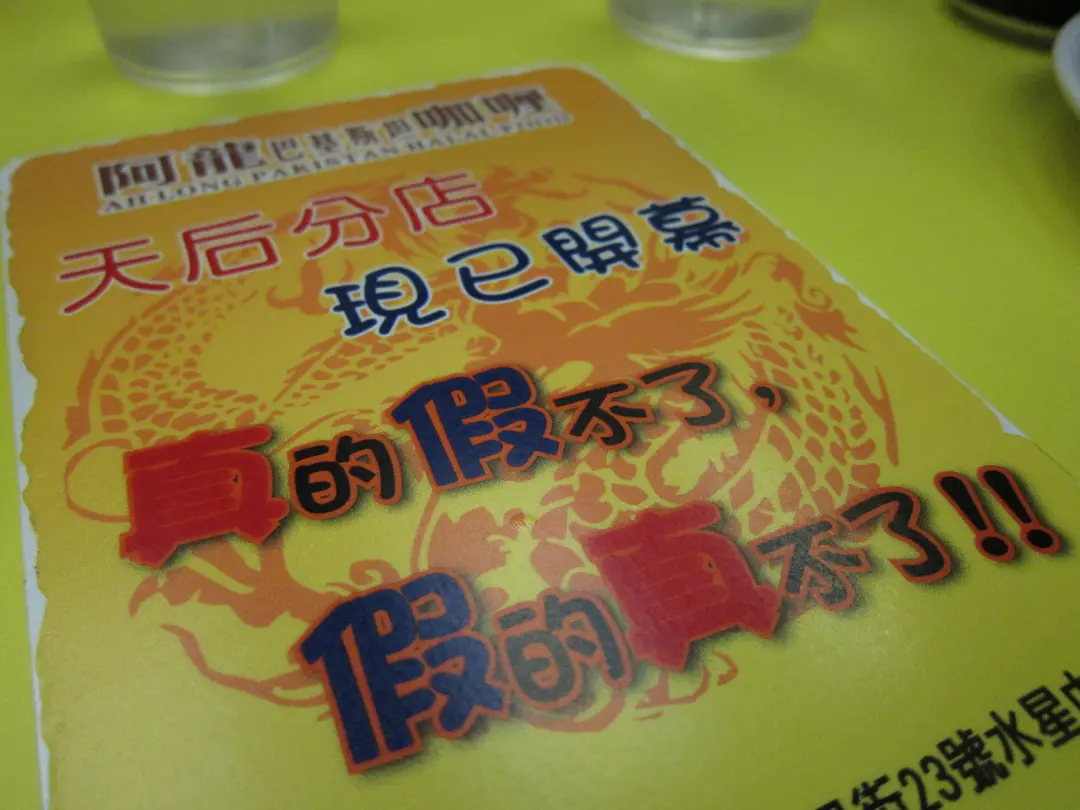 阿龍巴基斯坦咖喱
AH-LONG PAKISTAN HALAL FOOD
天后分店
現已開幕
真的假不了,
假的真不了!!
街23號水星